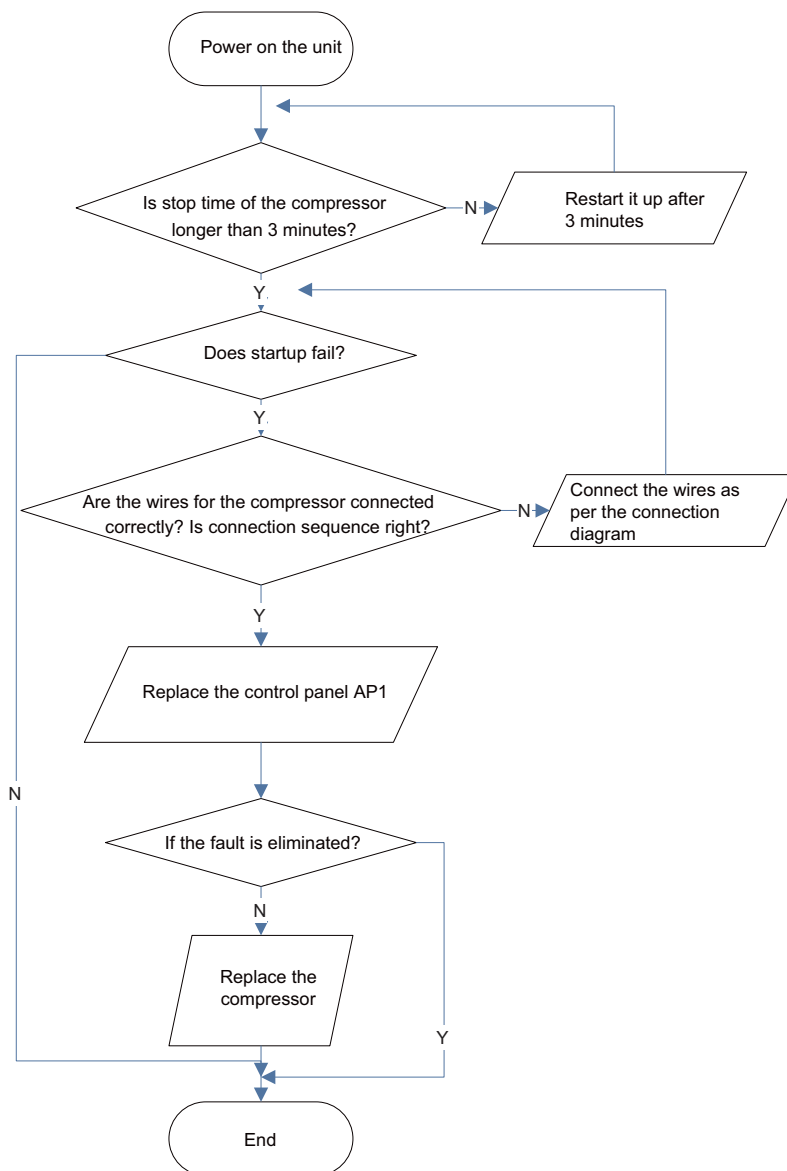 Power on the unit
Is stop time of the compressor
longer than 3 minutes?
N
Restart it up after
3 minutes
Y
Does startup fail?
Y
Are the wires for the compressor connected
correctly? Is connection sequence right?
N
Connect the wires as
per the connection
diagram
Y
Replace the control panel AP1
N
If the fault is eliminated?
N
Replace the
compressor
Y
End